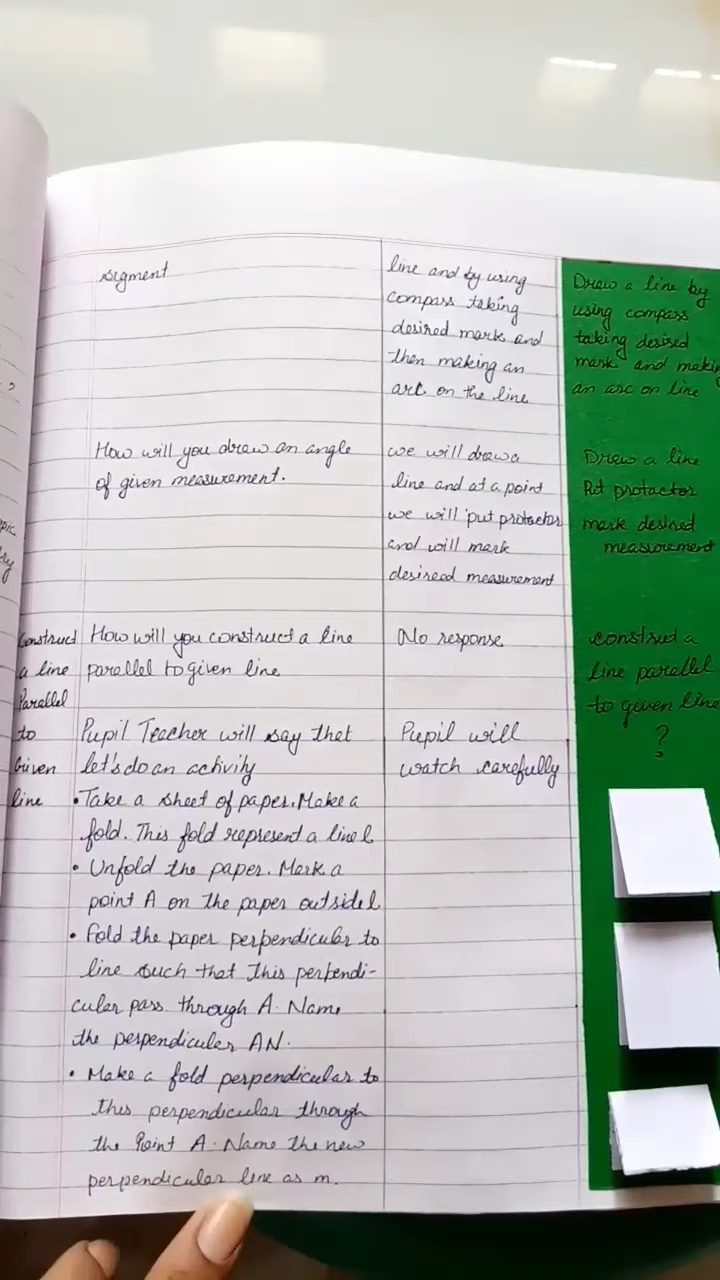 segment
line and by using
compass taking
desired mark and
then making an
arc on the line
Draw a line by
using compass
taking desired
mark and makin
an arc on line
How will you draw an angle
of given measurement.
we will draw a
line and at a point
we will put protactor
and will mark
desireed measurement
Draw a line
Put protactor
mark desired
measurement
Construct
a line
Parallel
to
Given
line
How will you construct a line
parallel to given line
No response
construct a
line parallel
to given line
?
Pupil Teacher will say that
let's do an activity
Pupil will
watch carefully
• Take a sheet of paper. Make a
fold. This fold represent a line l
• Unfold the paper. Mark a
point A on the paper outside l
• Fold the paper perpendicular to
line such that this perpendi-
cular pass through A. Name
the perpendicular AN.
• Make a fold perpendicular to
this perpendicular through
the Point A. Name the new
perpendicular line as m.